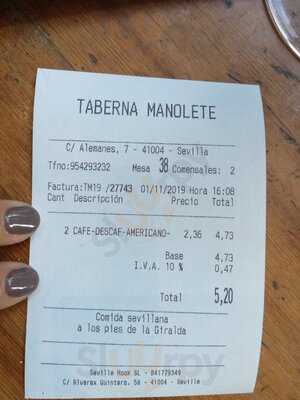 TABERNA MANOLETE
C/ Alemanes, 7 - 41004 - Sevilla
Tfno:954293232 Mesa 38 Comensales: 2
Factura:TM19 /27743 01/11/2019 Hora 16:08
Cant Descripción Precio Total
2 CAFE-DESCAF-AMERICANO- 2,36 4,73
Base 4,73
I.V.A. 10 % 0,47
Total 5,20
Comida sevillana
a los pies de la Giralda
Sevilla Hook SL - B41779349
C/ Alvarez Quintero, 58 - 41004 - Sevilla
Sluurpy
Sluurpy